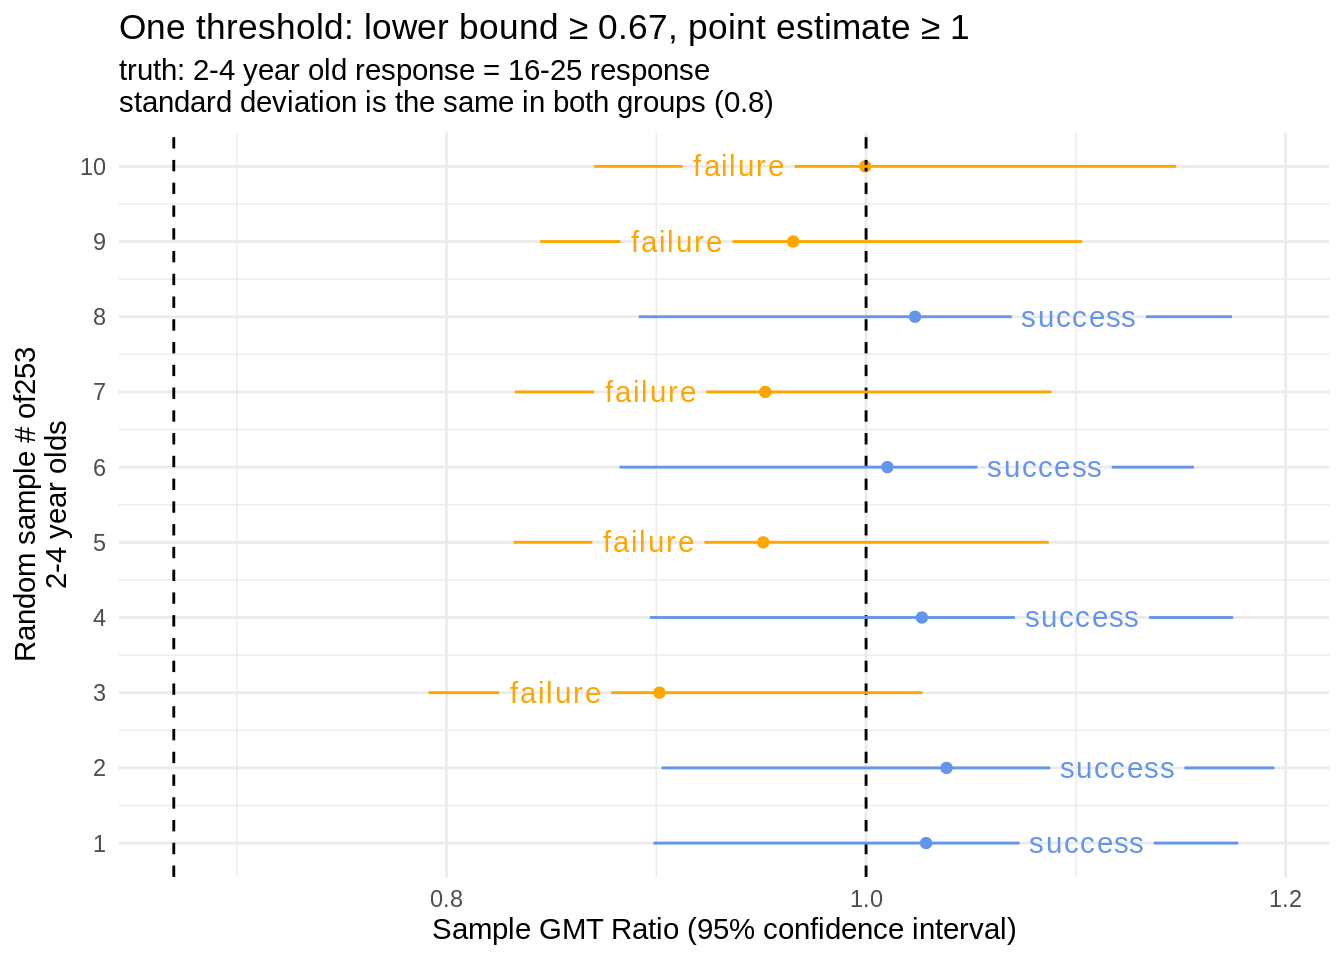 One threshold: lower bound ≥ 0.67, point estimate ≥ 1
truth: 2-4 year old response = 16-25 response
standard deviation is the same in both groups (0.8)
Random sample # of253
2-4 year olds
10
failure
9
failure
8
success
7
failure
6
success
5
failure
4
success
3
failure
2
success
1
success
0.8
1.0
1.2
Sample GMT Ratio (95% confidence interval)